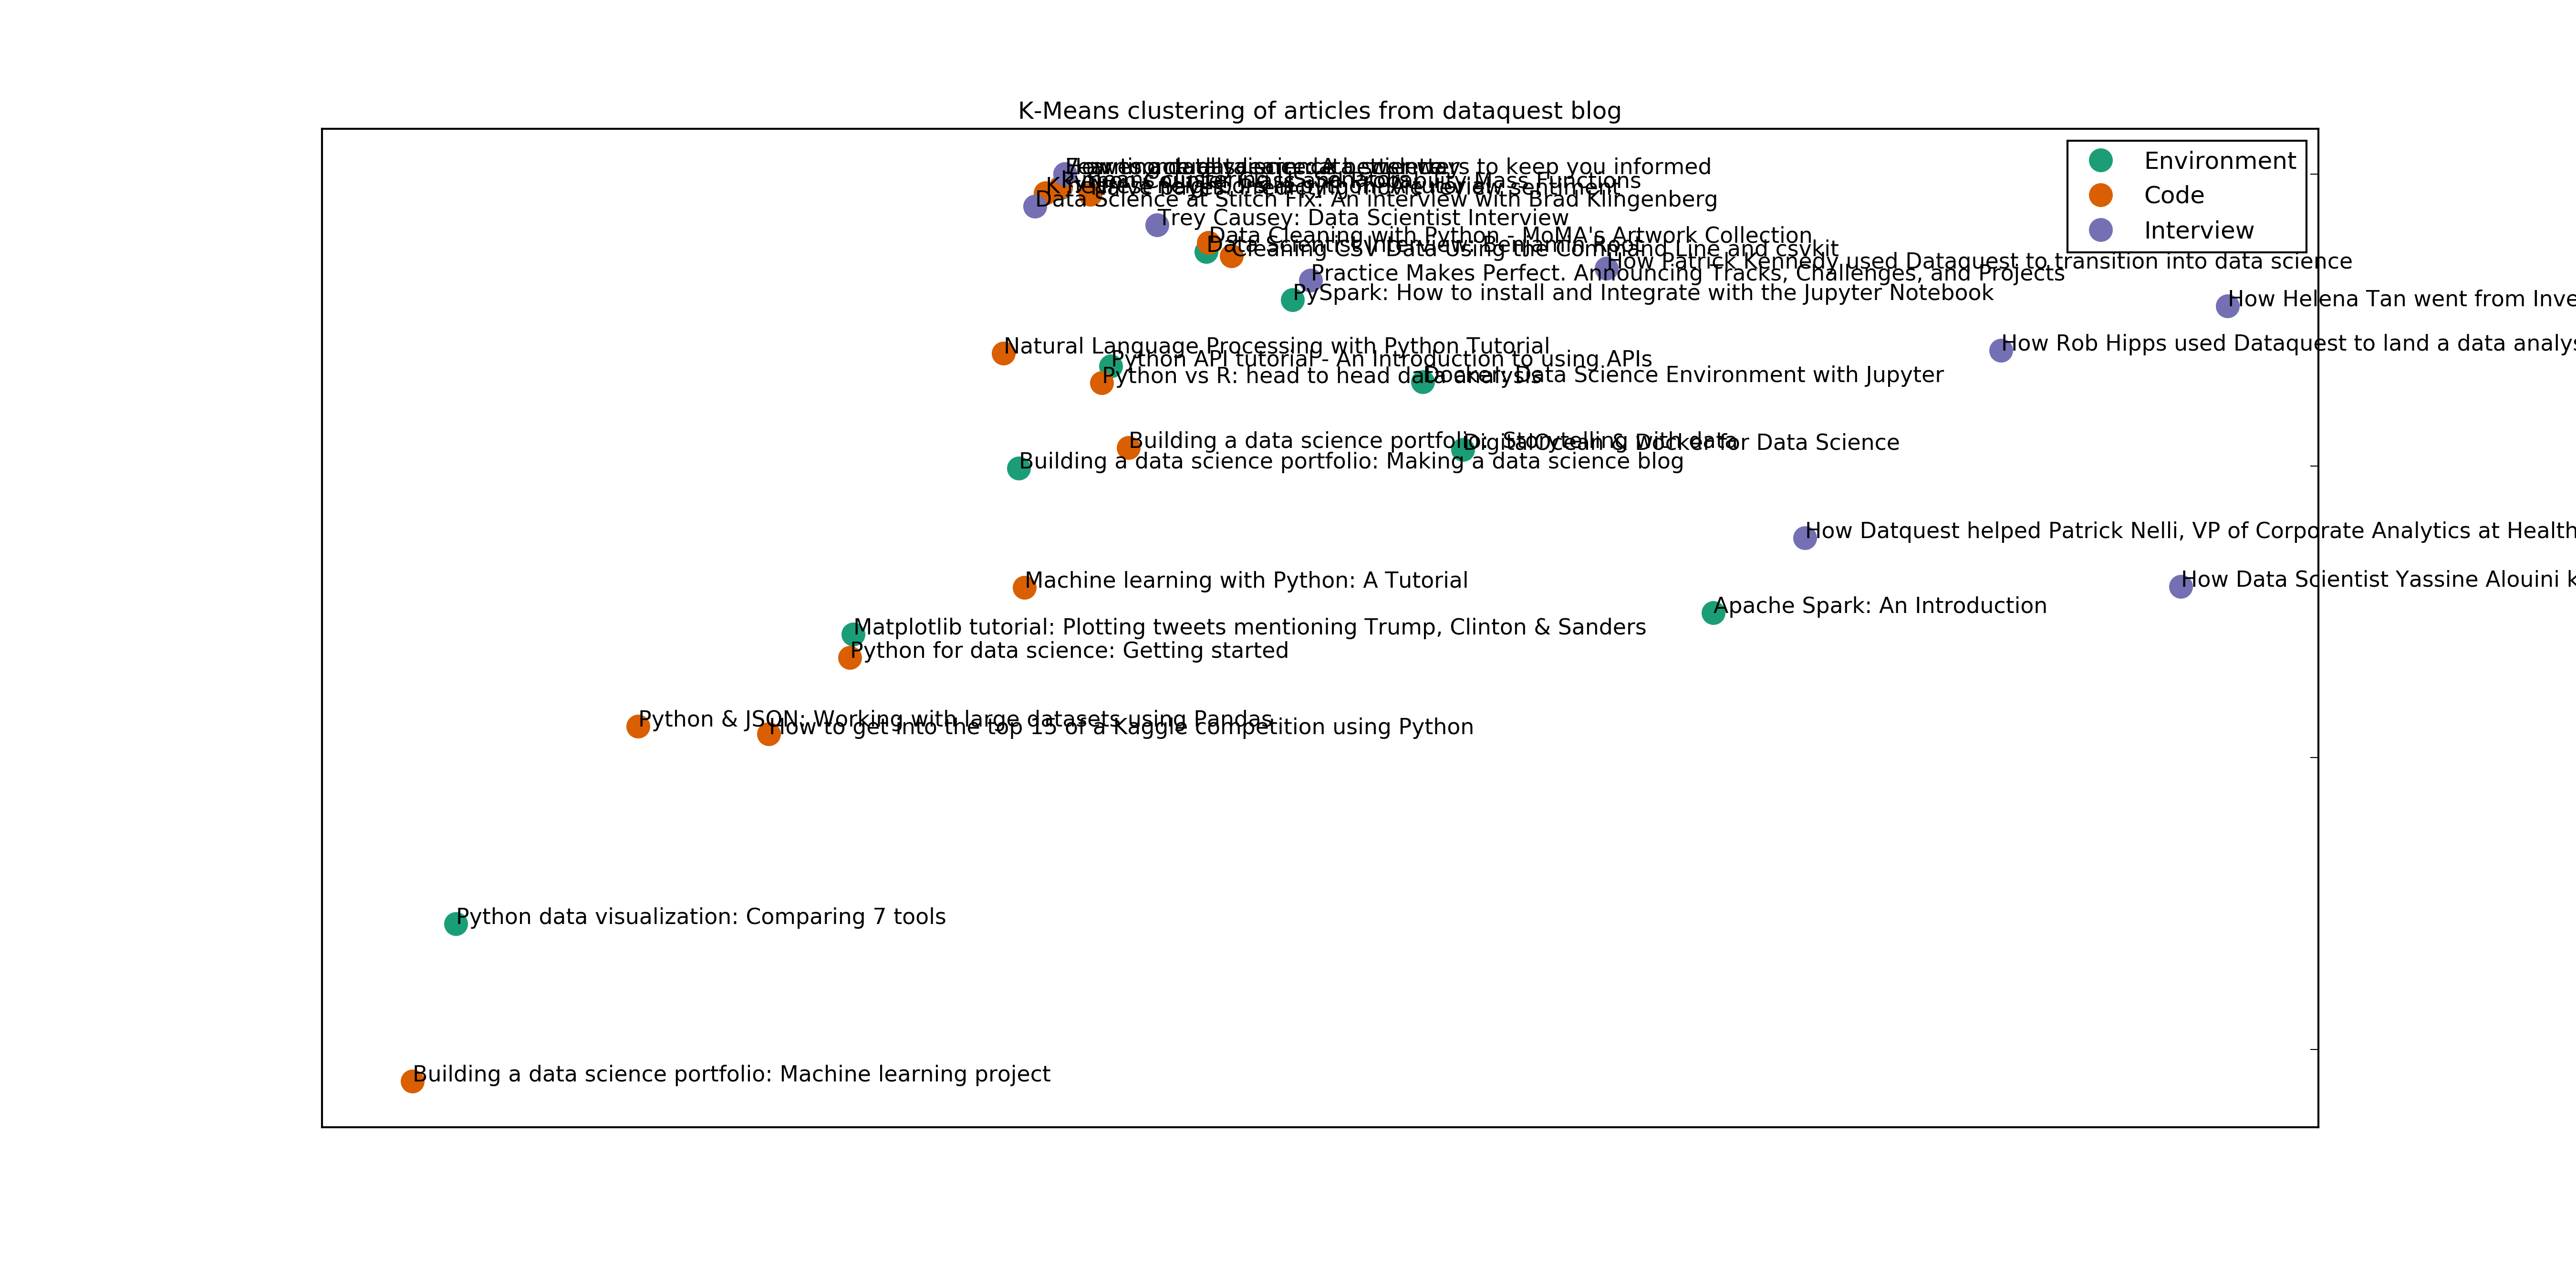 K-Means clustering of articles from dataquest blog
Environment
Code
Interview
to keep you informed
Mass Functions
sentiment
Data Science at Stitch Fix: An interview with Brad Klingenberg
Trey Causey: Data Scientist Interview
Data Cleaning with Python - MoMA's Artwork Collection
Data Scientist Interview: Benjamin Root
Cleaning CSV Data Using the Command Line and csvkit
How Patrick Kennedy used Dataquest to transition into data science
Practice Makes Perfect. Announcing Tracks, Challenges, and Projects
PySpark: How to install and Integrate with the Jupyter Notebook
How Helena Tan went from Inve
How Rob Hipps used Dataquest to land a data analys
Natural Language Processing with Python Tutorial
Python API tutorial - An Introduction to using APIs
Python vs R: head to head data analysis
Docker: Data Science Environment with Jupyter
Building a data science portfolio: Storytelling with data
DigitalOcean & Docker for Data Science
Building a data science portfolio: Making a data science blog
How Datquest helped Patrick Nelli, VP of Corporate Analytics at Health
Machine learning with Python: A Tutorial
How Data Scientist Yassine Alouini k
Apache Spark: An Introduction
Matplotlib tutorial: Plotting tweets mentioning Trump, Clinton & Sanders
Python for data science: Getting started
Python & JSON: Working with large datasets using Pandas
How to get into the top 15 of a Kaggle competition using Python
Python data visualization: Comparing 7 tools
Building a data science portfolio: Machine learning project